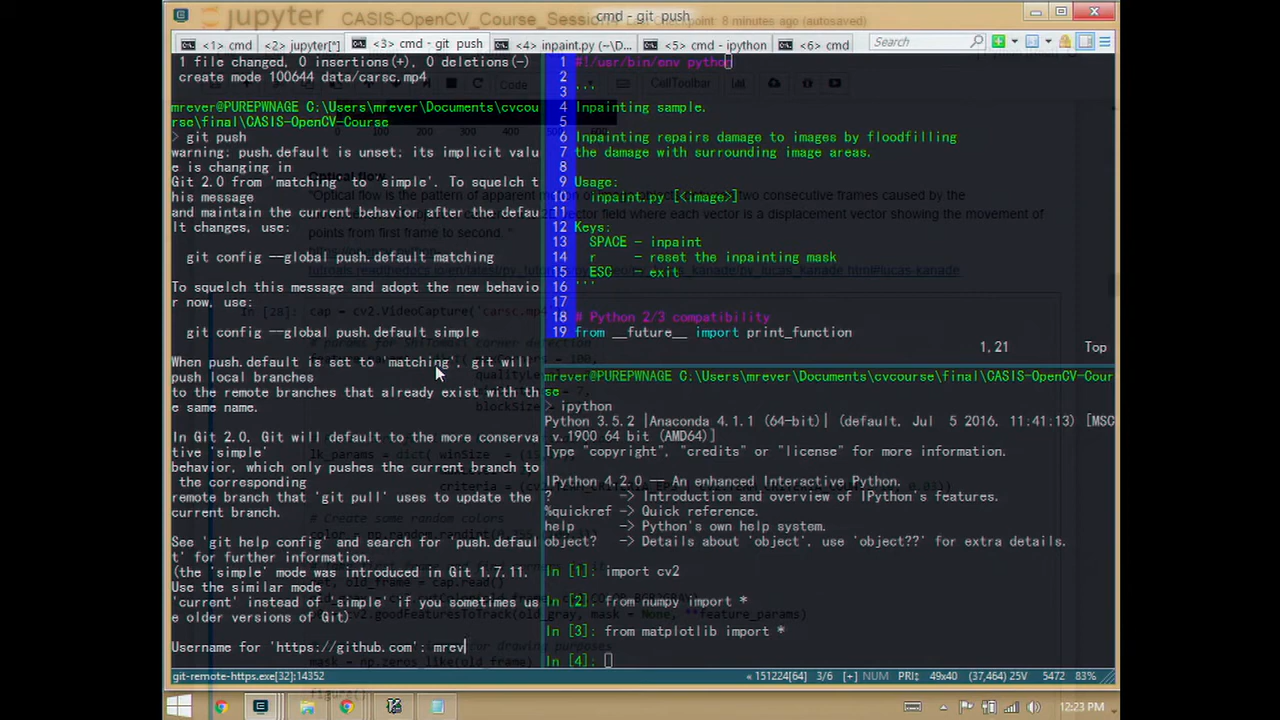 jupyter CASIS-OpenCV_Course_Session Checkpoint: 8 minutes ago (autosaved)
cmd - git push
<1> cmd <2> jupyter[*] <3> cmd - git push <4> inpaint.py (~\D... <5> cmd - ipython <6> cmd Search
1 file changed, 0 insertions(+), 0 deletions(-)
create mode 100644 data/carsc.mp4
mrever@PUREPWNAGE C:\Users\mrever\Documents\cvcou
rse\final\CASIS-OpenCV-Course
> git push
warning: push.default is unset; its implicit valu
e is changing in
Git 2.0 from 'matching' to 'simple'. To squelch t
his message
and maintain the current behavior after the defau
lt changes, use:
git config --global push.default matching
To squelch this message and adopt the new behavio
r now, use:
git config --global push.default simple
When push.default is set to 'matching', git will
push local branches
to the remote branches that already exist with th
e same name.
In Git 2.0, Git will default to the more conserva
tive 'simple'
behavior, which only pushes the current branch to
the corresponding
remote branch that 'git pull' uses to update the
current branch.
See 'git help config' and search for 'push.defaul
t' for further information.
(the 'simple' mode was introduced in Git 1.7.11.
Use the similar mode
'current' instead of 'simple' if you sometimes us
e older versions of Git)
Username for 'https://github.com': mrev
1 #!/usr/bin/env python
2
3 '''
4 Inpainting sample.
5
6 Inpainting repairs damage to images by floodfilling
7 the damage with surrounding image areas.
8
9 Usage:
10 inpaint.py [<image>]
11
12 Keys:
13 SPACE - inpaint
14 r - reset the inpainting mask
15 ESC - exit
16 '''
17
18 # Python 2/3 compatibility
19 from __future__ import print_function
1,21 Top
mrever@PUREPWNAGE C:\Users\mrever\Documents\cvcourse\final\CASIS-OpenCV-Cour
se
> ipython
Python 3.5.2 |Anaconda 4.1.1 (64-bit)| (default, Jul 5 2016, 11:41:13) [MSC
v.1900 64 bit (AMD64)]
Type "copyright", "credits" or "license" for more information.
IPython 4.2.0 -- An enhanced Interactive Python.
? -> Introduction and overview of IPython's features.
%quickref -> Quick reference.
help -> Python's own help system.
object? -> Details about 'object', use 'object??' for extra details.
In [1]: import cv2
In [2]: from numpy import *
In [3]: from matplotlib import *
In [4]:
git-remote-https.exe[32]:14352 « 151224[64] 3/6 [+] NUM PRI↕ 49x40 (37,464) 25V 5472 83%
12:23 PM